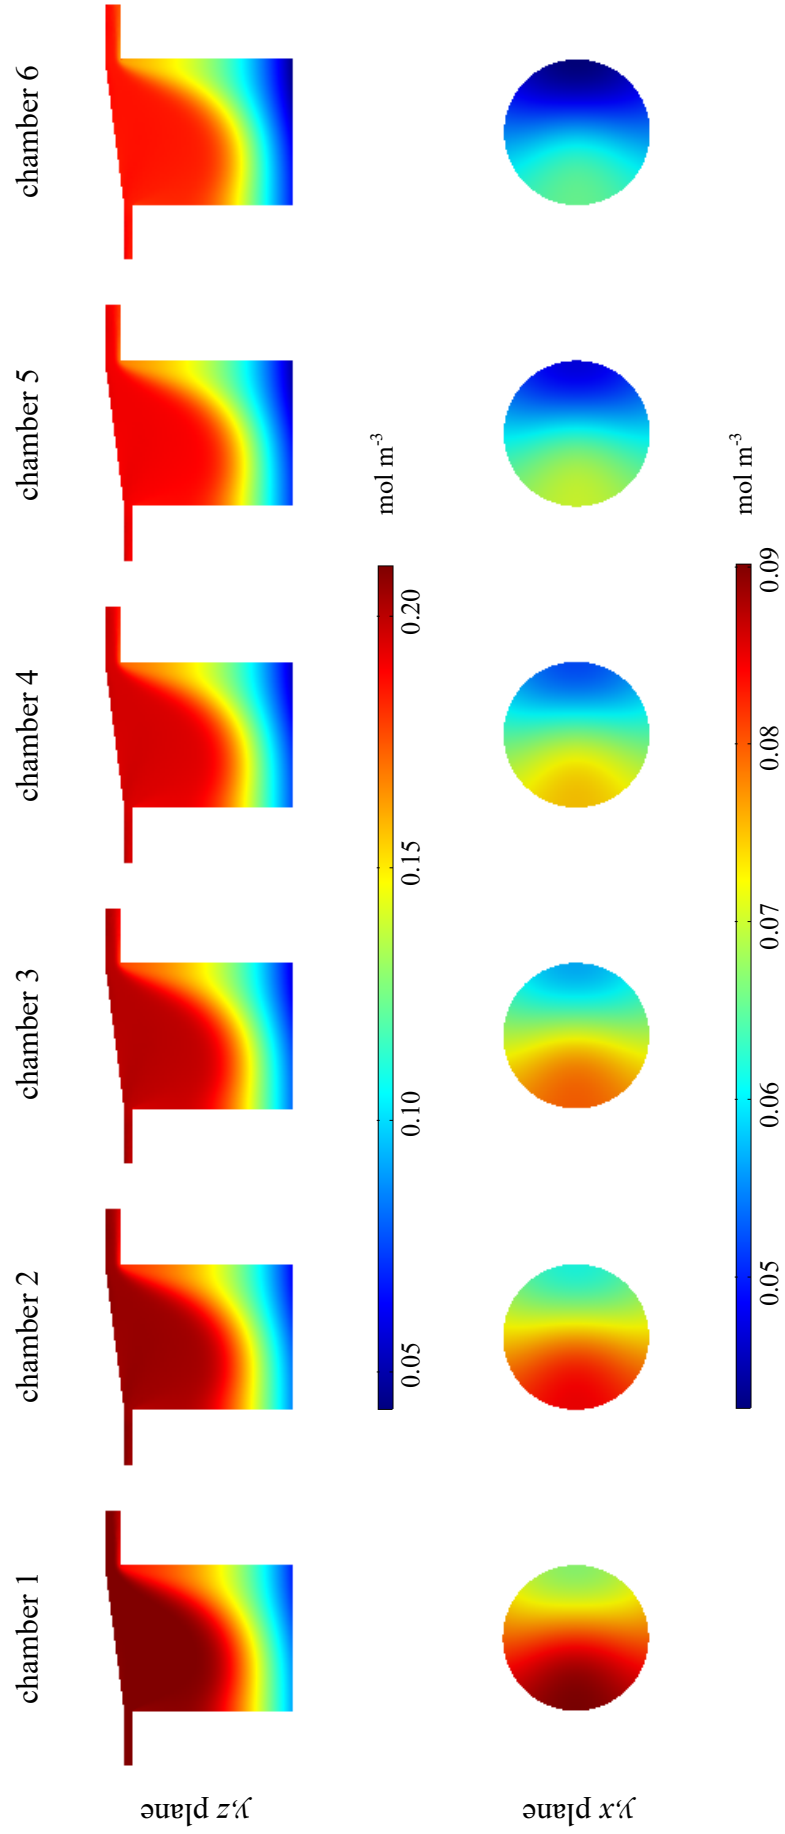 chamber 1
chamber 2
chamber 3
chamber 4
chamber 5
chamber 6
y,z plane
0.05
0.10
0.15
0.20
mol m-3
y,x plane
0.05
0.06
0.07
0.08
0.09
mol m-3